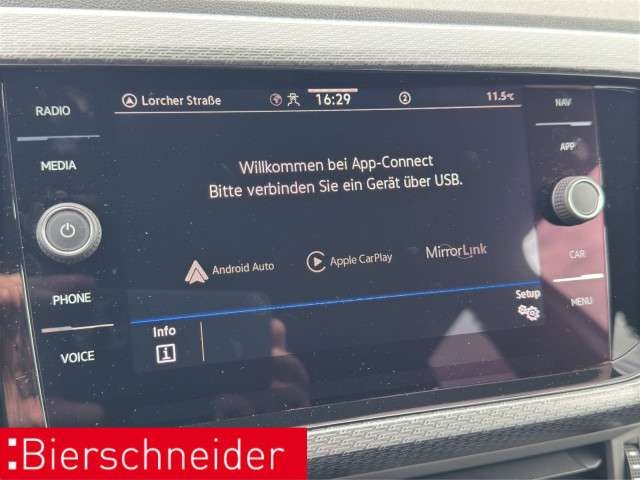 RADIO
MEDIA
PHONE
VOICE
Lorcher Straße
16:29
2
11.5°C
Willkommen bei App-Connect
Bitte verbinden Sie ein Gerät über USB.
Android Auto
Apple CarPlay
MirrorLink
Info
Setup
NAV
APP
CAR
MENU
Bierschneider